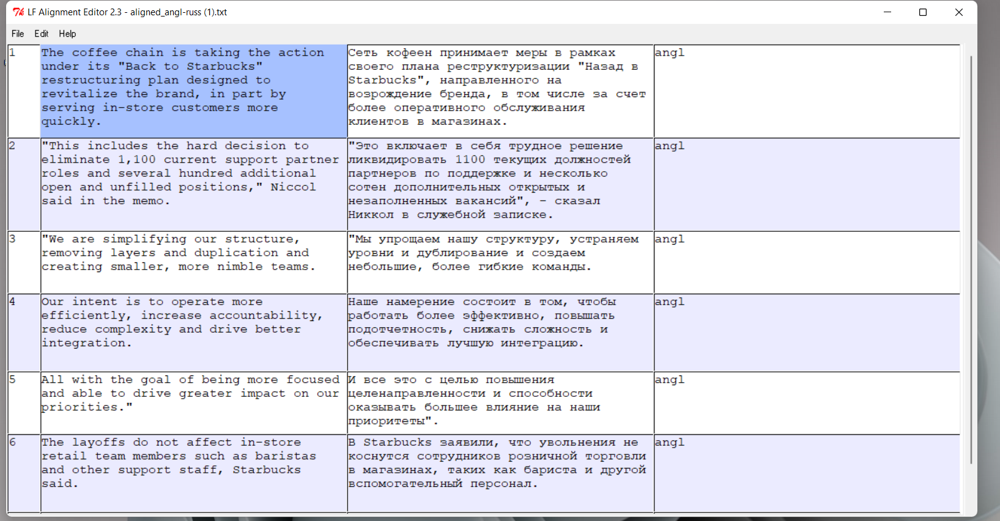 LF Alignment Editor 2.3 - aligned_angl-russ (1).txt
File Edit Help
1
The coffee chain is taking the action
under its "Back to Starbucks"
restructuring plan designed to
revitalize the brand, in part by
serving in-store customers more
quickly.
Сеть кофеен принимает меры в рамках
своего плана реструктуризации "Назад в
Starbucks", направленного на
возрождение бренда, в том числе за счет
более оперативного обслуживания
клиентов в магазинах.
angl
2
"This includes the hard decision to
eliminate 1,100 current support partner
roles and several hundred additional
open and unfilled positions," Niccol
said in the memo.
"Это включает в себя трудное решение
ликвидировать 1100 текущих должностей
партнеров по поддержке и несколько
сотен дополнительных открытых и
незаполненных вакансий", - сказал
Никкол в служебной записке.
angl
3
"We are simplifying our structure,
removing layers and duplication and
creating smaller, more nimble teams.
"Мы упрощаем нашу структуру, устраняем
уровни и дублирование и создаем
небольшие, более гибкие команды.
angl
4
Our intent is to operate more
efficiently, increase accountability,
reduce complexity and drive better
integration.
Наше намерение состоит в том, чтобы
работать более эффективно, повышать
подотчетность, снижать сложность и
обеспечивать лучшую интеграцию.
angl
5
All with the goal of being more focused
and able to drive greater impact on our
priorities."
И все это с целью повышения
целенаправленности и способности
оказывать большее влияние на наши
приоритеты".
angl
6
The layoffs do not affect in-store
retail team members such as baristas
and other support staff, Starbucks
said.
В Starbucks заявили, что увольнения не
коснутся сотрудников розничной торговли
в магазинах, таких как бариста и другой
вспомогательный персонал.
angl